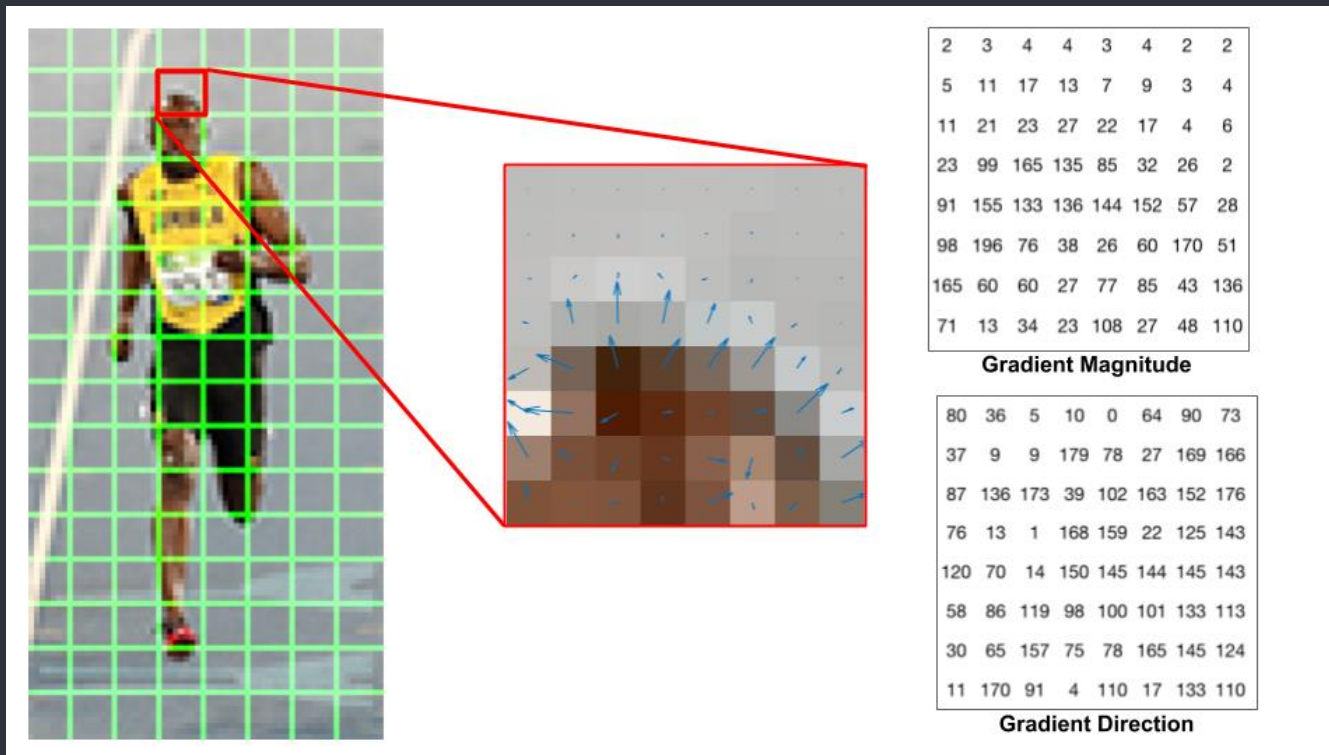 2 3 4 4 3 4 2 2
5 11 17 13 7 9 3 4
11 21 23 27 22 17 4 6
23 99 165 135 85 32 26 2
91 155 133 136 144 152 57 28
98 196 76 38 26 60 170 51
165 60 60 27 77 85 43 136
71 13 34 23 108 27 48 110
Gradient Magnitude
80 36 5 10 0 64 90 73
37 9 9 179 78 27 169 166
87 136 173 39 102 163 152 176
76 13 1 168 159 22 125 143
120 70 14 150 145 144 145 143
58 86 119 98 100 101 133 113
30 65 157 75 78 165 145 124
11 170 91 4 110 17 133 110
Gradient Direction